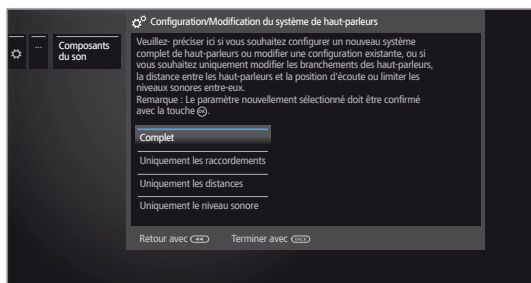 Configuration/Modification du système de haut-parleurs
...
Composants
du son
Veuillez- préciser ici si vous souhaitez configurer un nouveau système
complet de haut-parleurs ou modifier une configuration existante, ou si
vous souhaitez uniquement modifier les branchements des haut-parleurs,
la distance entre les haut-parleurs et la position d'écoute ou limiter les
niveaux sonores entre-eux.
Remarque : Le paramètre nouvellement sélectionné doit être confirmé
avec la touche OK.
Complet
Uniquement les raccordements
Uniquement les distances
Uniquement le niveau sonore
Retour avec Terminer avec BACK